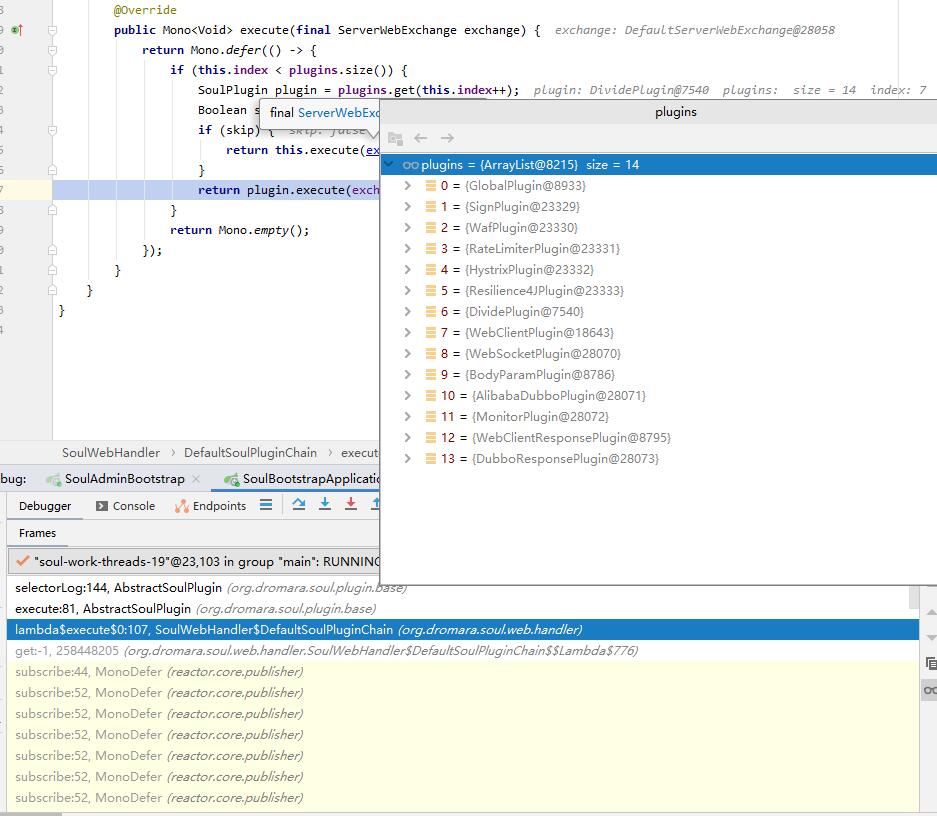 @Override
public Mono<Void> execute(final ServerWebExchange exchange) { exchange: DefaultServerWebExchange@28058
return Mono.defer(() -> {
if (this.index < plugins.size()) {
SoulPlugin plugin = plugins.get(this.index++); plugin: DividePlugin@7540 plugins: size = 14 index: 7
Boolean s
final ServerWebExc
plugins
if (skip) { skip: false
return this.execute(ex
}
return plugin.execute(exch
}
return Mono.empty();
});
}
}
}
plugins = {ArrayList@8215} size = 14
0 = {GlobalPlugin@8933}
1 = {SignPlugin@23329}
2 = {WafPlugin@23330}
3 = {RateLimiterPlugin@23331}
4 = {HystrixPlugin@23332}
5 = {Resilience4JPlugin@23333}
6 = {DividePlugin@7540}
7 = {WebClientPlugin@18643}
8 = {WebSocketPlugin@28070}
9 = {BodyParamPlugin@8786}
10 = {AlibabaDubboPlugin@28071}
11 = {MonitorPlugin@28072}
12 = {WebClientResponsePlugin@8795}
13 = {DubboResponsePlugin@28073}
SoulWebHandler > DefaultSoulPluginChain > execut
bug: SoulAdminBootstrap × SoulBootstrapApplicatio
Debugger Console Endpoints
Frames
"soul-work-threads-19"@23,103 in group "main": RUNNING
selectorLog:144, AbstractSoulPlugin (org.dromara.soul.plugin.base)
execute:81, AbstractSoulPlugin (org.dromara.soul.plugin.base)
lambda$execute$0:107, SoulWebHandler$DefaultSoulPluginChain (org.dromara.soul.web.handler)
get:-1, 258448205 (org.dromara.soul.web.handler.SoulWebHandler$DefaultSoulPluginChain$$Lambda$776)
subscribe:44, MonoDefer (reactor.core.publisher)
subscribe:52, MonoDefer (reactor.core.publisher)
subscribe:52, MonoDefer (reactor.core.publisher)
subscribe:52, MonoDefer (reactor.core.publisher)
subscribe:52, MonoDefer (reactor.core.publisher)
subscribe:52, MonoDefer (reactor.core.publisher)
subscribe:52, MonoDefer (reactor.core.publisher)